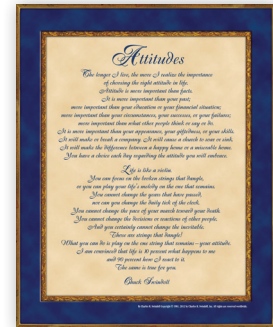 Attitudes
The longer I live, the more I realize the importance
of choosing the right attitude in life.
Attitude is more important than facts.
It is more important than your past;
more important than your education or your financial situation;
more important than your circumstances, your successes, or your failures;
more important than what other people think or say or do.
It is more important than your appearance, your giftedness, or your skills.
It will make or break a company. It will cause a church to soar or sink.
It will make the difference between a happy home or a miserable home.
You have a choice each day regarding the attitude you will embrace.
Life is like a violin.
You can focus on the broken strings that dangle,
or you can play your life's melody on the one that remains.
You cannot change the years that have passed,
nor can you change the daily tick of the clock.
You cannot change the pace of your march toward your death.
You cannot change the decisions or reactions of other people.
And you certainly cannot change the inevitable.
Those are strings that dangle!
What you can do is play on the one string that remains – your attitude.
I am convinced that life is 10 percent what happens to me
and 90 percent how I react to it.
The same is true for you.
Charles Swindoll